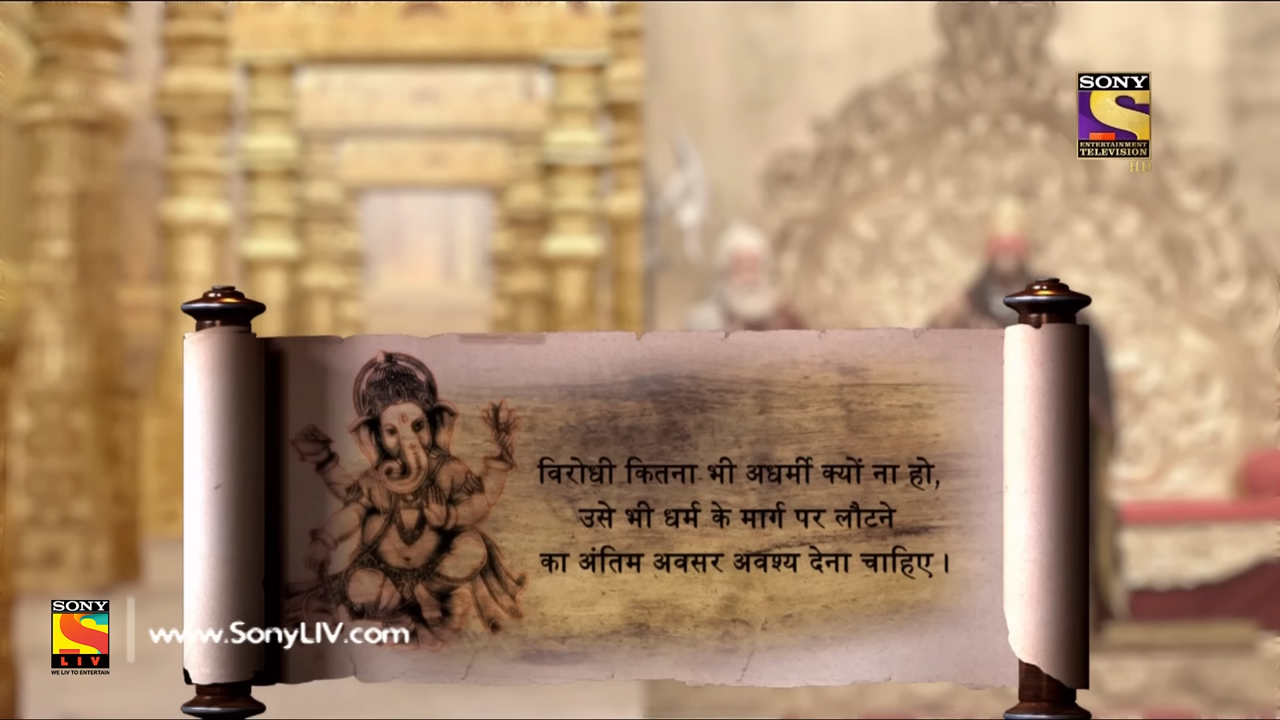 SONY
ENTERTAINMENT
TELEVISION
HD
विरोधी कितना भी अधर्मी क्यों ना हो,
उसे भी धर्म के मार्ग पर लौटने
का अंतिम अवसर अवश्य देना चाहिए ।
SONY
LIV
WE LIV TO ENTERTAIN
www.SonyLIV.com